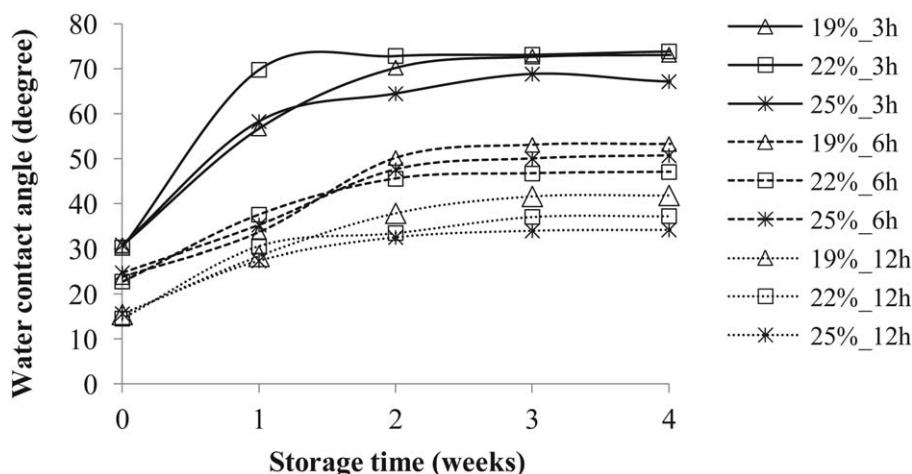 Water contact angle (deegree)
80
70
60
50
40
30
20
10
0
0 1 2 3 4
Storage time (weeks)
19%_3h
22%_3h
25%_3h
19%_6h
22%_6h
25%_6h
19%_12h
22%_12h
25%_12h